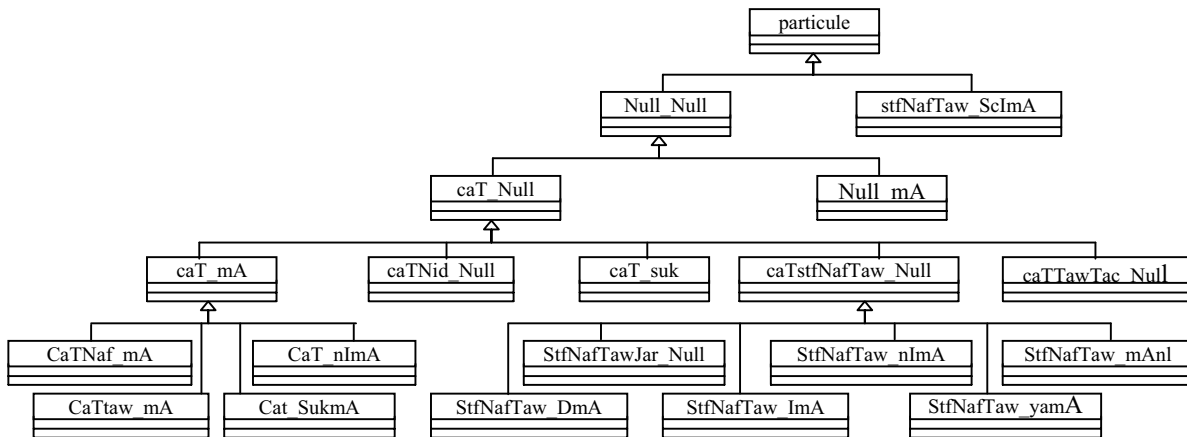 particule
Null_Null
stfNafTaw_ScImA
caT_Null
Null_mA
caT_mA
caTNid_Null
caT_suk
caTstfNafTaw_Null
caTTawTac_Null
CaTNaf_mA
CaT_nImA
StfNafTawJar_Null
StfNafTaw_nImA
StfNafTaw_mAnl
CaTtaw_mA
Cat_SukmA
StfNafTaw_DmA
StfNafTaw_ImA
StfNafTaw_yamA